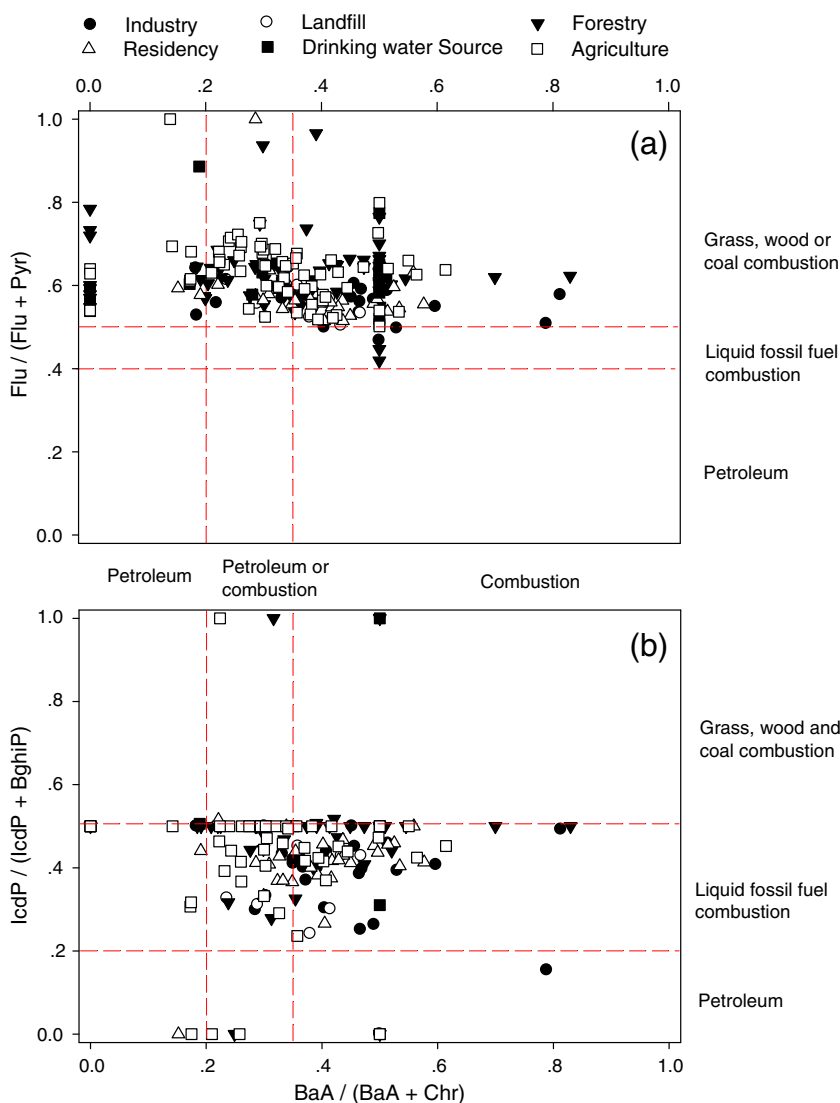 Industry Landfill Forestry
Residency Drinking water Source Agriculture
0.0 .2 .4 .6 .8 1.0
(a)
1.0
.8
.6
.4
.2
0.0
Flu / (Flu + Pyr)
Grass, wood or
coal combustion
Liquid fossil fuel
combustion
Petroleum
Petroleum
Petroleum or
combustion
Combustion
(b)
1.0
.8
.6
.4
.2
0.0
IcdP / (IcdP + BghiP)
Grass, wood and
coal combustion
Liquid fossil fuel
combustion
Petroleum
0.0 .2 .4 .6 .8 1.0
BaA / (BaA + Chr)